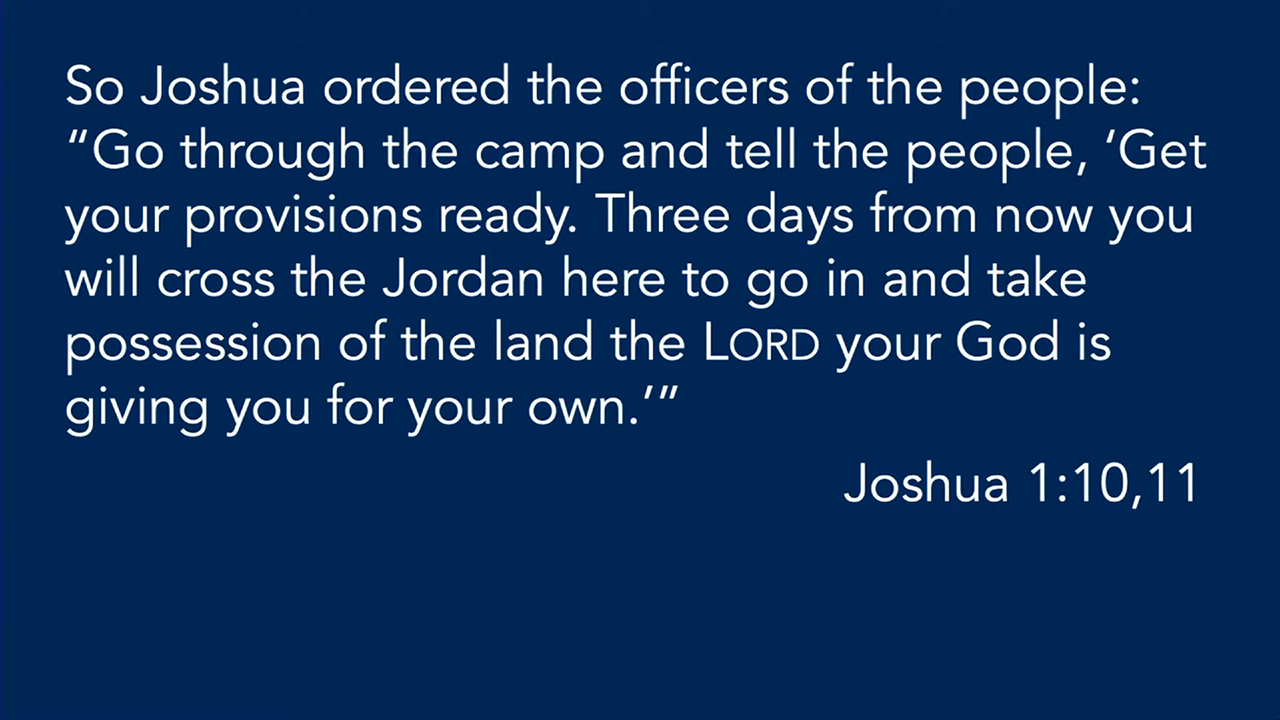 So Joshua ordered the officers of the people:
“Go through the camp and tell the people, ‘Get
your provisions ready. Three days from now you
will cross the Jordan here to go in and take
possession of the land the LORD your God is
giving you for your own.’”
Joshua 1:10,11